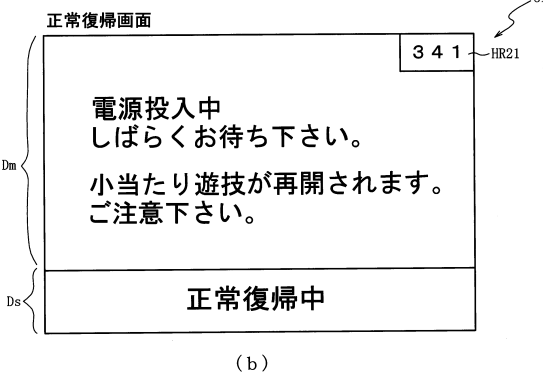 正常復帰画面
341
HR21
電源投入中
しばらくお待ち下さい。
小当たり遊技が再開されます。
ご注意下さい。
Dm
Ds
正常復帰中
(b)